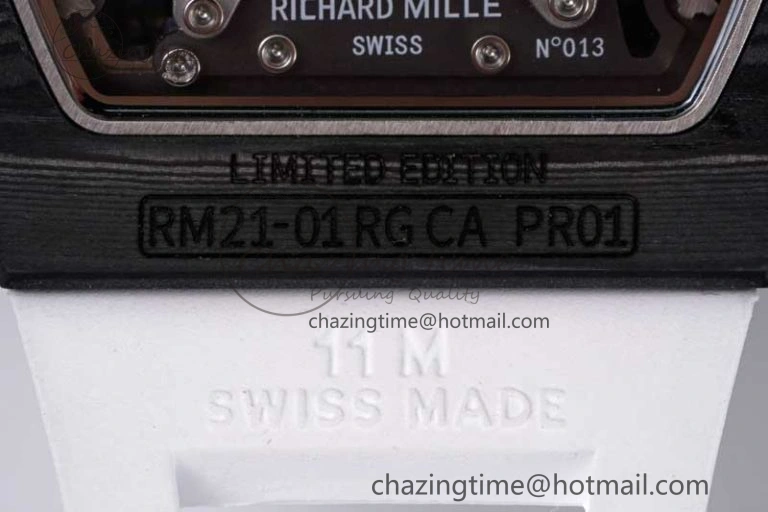 RICHARD MILLE
SWISS
N°013
LIMITED EDITION
RM21-01 RG CA PR01
Pursuing Quality
chazingtime@hotmail.com
11 M
SWISS MADE
chazingtime@hotmail.com